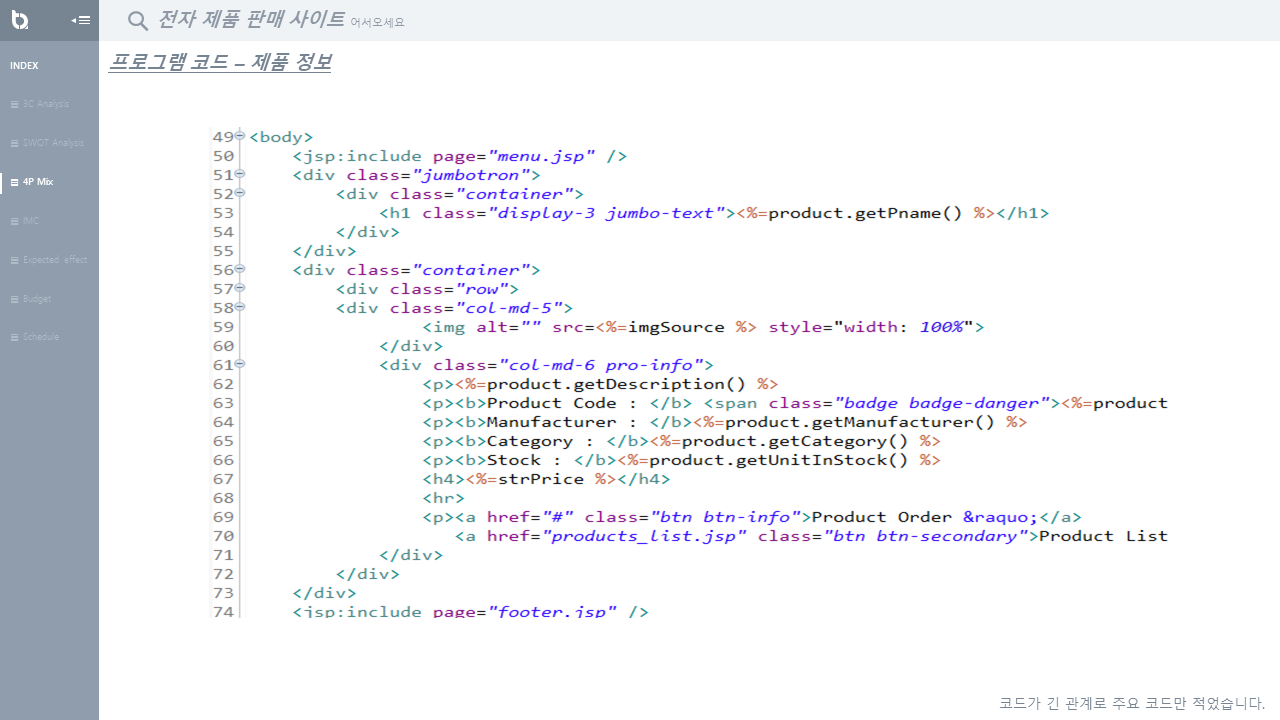 전자 제품 판매 사이트 어서오세요
INDEX
3C Analysis
SWOT Analysis
4P Mix
IMC
Expected effect
Budget
Schedule
프로그램 코드 – 제품 정보
49 <body>
50 <jsp:include page="menu.jsp" />
51 <div class="jumbotron">
52 <div class="container">
53 <h1 class="display-3 jumbo-text"><%=product.getPname() %></h1>
54 </div>
55 </div>
56 <div class="container">
57 <div class="row">
58 <div class="col-md-5">
59 <img alt="" src=<%=imgSource %> style="width: 100%">
60 </div>
61 <div class="col-md-6 pro-info">
62 <p><%=product.getDescription() %>
63 <p><b>Product Code : </b> <span class="badge badge-danger"><%=product
64 <p><b>Manufacturer : </b><%=product.getManufacturer() %>
65 <p><b>Category : </b><%=product.getCategory() %>
66 <p><b>Stock : </b><%=product.getUnitInStock() %>
67 <h4><%=strPrice %></h4>
68 <hr>
69 <p><a href="#" class="btn btn-info">Product Order &raquo;</a>
70 <a href="products_list.jsp" class="btn btn-secondary">Product List
71 </div>
72 </div>
73 </div>
74 <jsp:include page="footer.jsp" />
코드가 긴 관계로 주요 코드만 적었습니다.